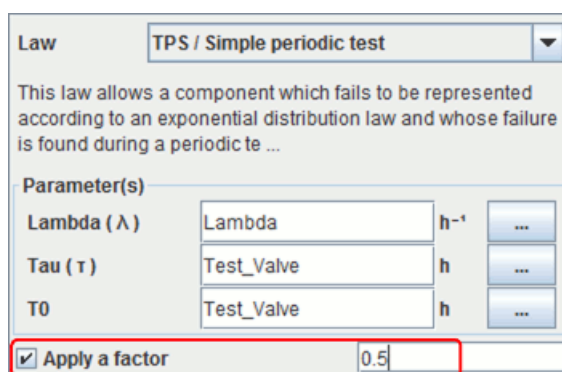 Law TPS / Simple periodic test
This law allows a component which fails to be represented
according to an exponential distribution law and whose failure
is found during a periodic te ...
Parameter(s)
Lambda ( λ ) Lambda h⁻¹ ...
Tau ( τ ) Test_Valve h ...
T0 Test_Valve h ...
Apply a factor 0.5